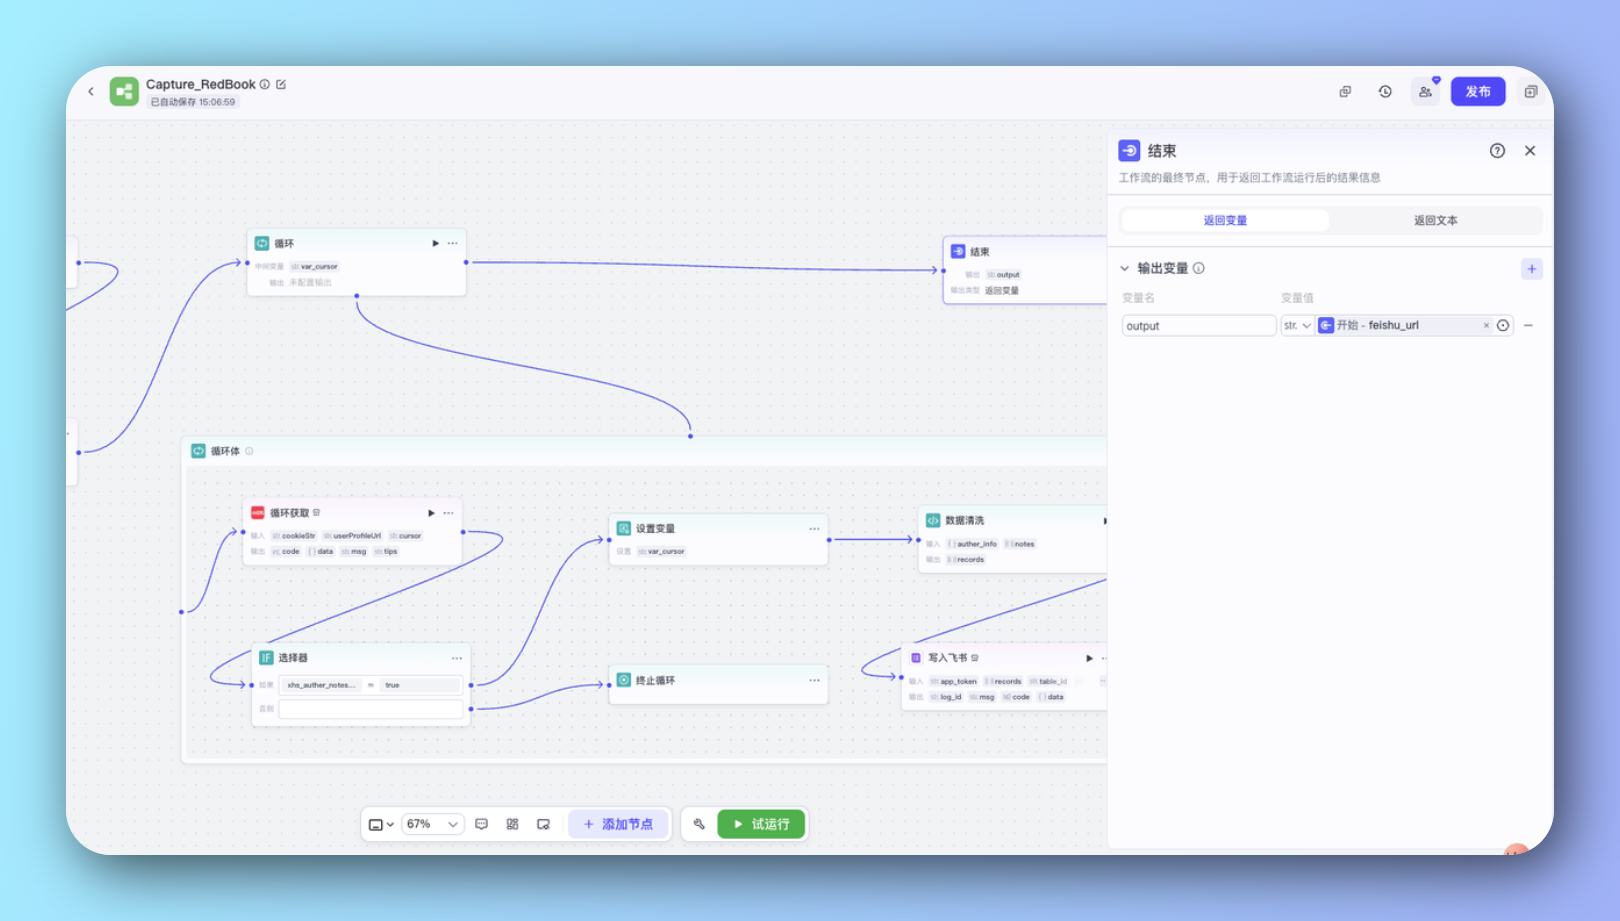 Capture_RedBook
已自动保存 15:06:59
发布
循环
中间变量 str. var_cursor
输出 未配置输出
结束
输出 str. output
输出类型 返回变量
循环体
循环获取
输入 str. cookieStr str. userProfileUrl str. cursor
输出 code data str. msg str. tips
设置变量
设置 str. var_cursor
数据清洗
输入 auther_info notes
输出 records
IF 选择器
如果 xhs_auther_notes... = true
否则
终止循环
写入飞书
输入 str. app_token records str. table_id
输出 str. log_id str. msg code data
67%
添加节点
试运行
结束
工作流的最终节点，用于返回工作流运行后的结果信息
返回变量 返回文本
输出变量
变量名 变量值
output str. 开始 - feishu_url